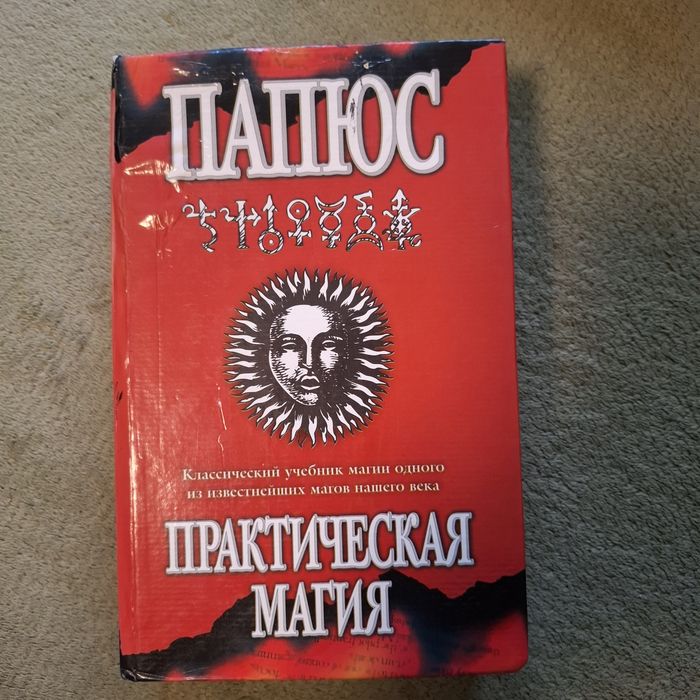 ПАПЮС
Классический учебник магии одного
из известнейших магов нашего века
ПРАКТИЧЕСКАЯ
МАГИЯ